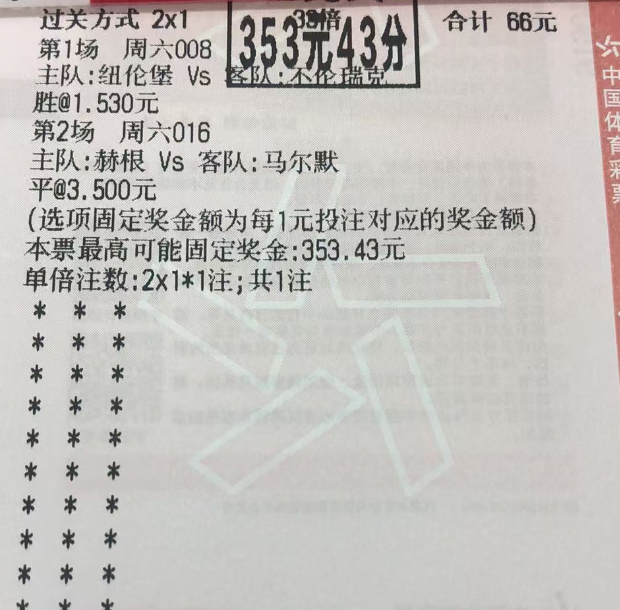 过关方式 2x1 33倍 合计 66元
353元43分
第1场 周六008
主队:纽伦堡 Vs 客队:不伦瑞克
胜@1.530元
第2场 周六016
主队:赫根 Vs 客队:马尔默
平@3.500元
(选项固定奖金额为每1元投注对应的奖金额)
本票最高可能固定奖金:353.43元
单倍注数:2x1*1注;共1注
* * *
* * *
* * *
* * *
* * *
* * *
* * *
* * *
* * *
* * *
中国体育彩票